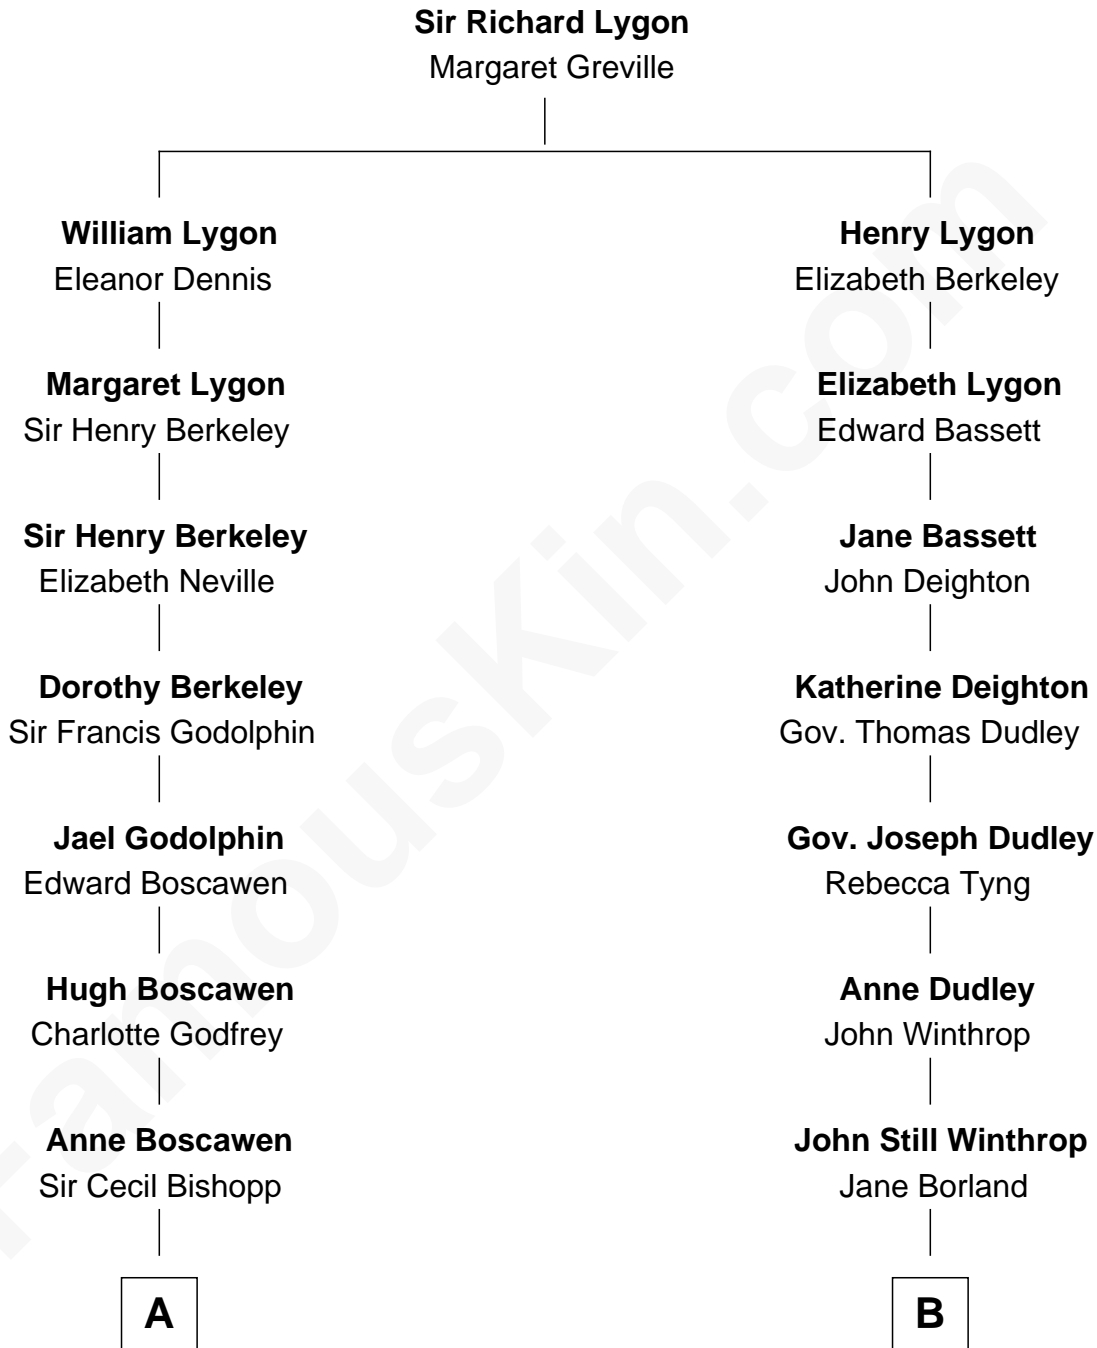 Sir Richard Lygon
Margaret Greville
William Lygon
Eleanor Dennis
Margaret Lygon
Sir Henry Berkeley
Sir Henry Berkeley
Elizabeth Neville
Dorothy Berkeley
Sir Francis Godolphin
Jael Godolphin
Edward Boscawen
Hugh Boscawen
Charlotte Godfrey
Anne Boscawen
Sir Cecil Bishopp
A
Henry Lygon
Elizabeth Berkeley
Elizabeth Lygon
Edward Bassett
Jane Bassett
John Deighton
Katherine Deighton
Gov. Thomas Dudley
Gov. Joseph Dudley
Rebecca Tyng
Anne Dudley
John Winthrop
John Still Winthrop
Jane Borland
B
FamousKin.com